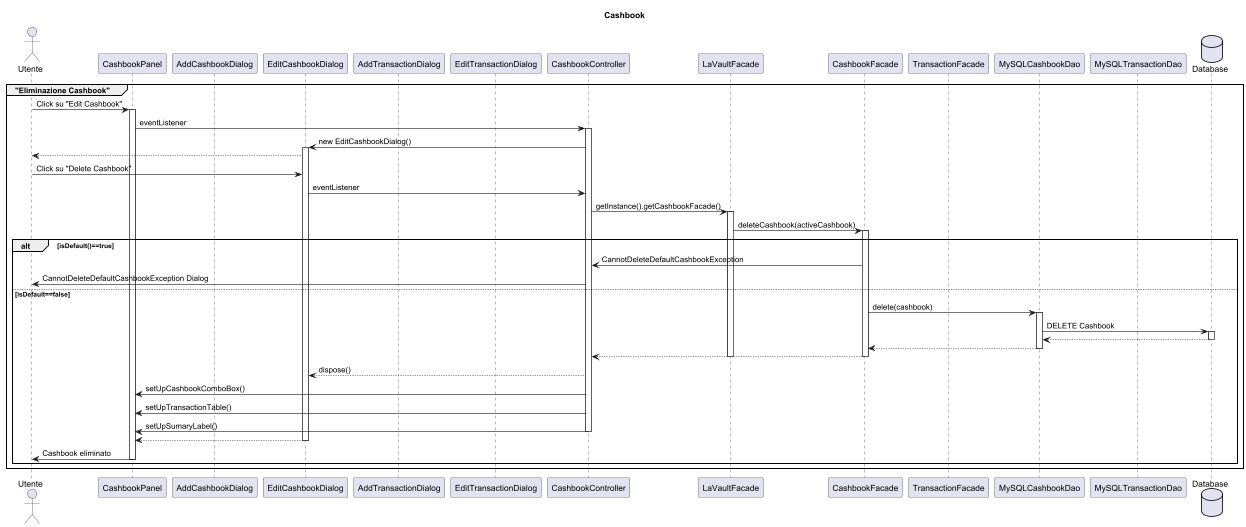 Cashbook
Utente
CashbookPanel
AddCashbookDialog
EditCashbookDialog
AddTransactionDialog
EditTransactionDialog
CashbookController
LaVaultFacade
CashbookFacade
TransactionFacade
MySQLCashbookDao
MySQLTransactionDao
Database
"Eliminazione Cashbook"
Click su "Edit Cashbook"
eventListener
new EditCashbookDialog()
Click su "Delete Cashbook"
eventListener
getInstance().getCashbookFacade()
deleteCashbook(activeCashbook)
alt
[isDefault()==true]
CannotDeleteDefaultCashbookException
CannotDeleteDefaultCashbookException Dialog
[isDefault==false]
delete(cashbook)
DELETE Cashbook
dispose()
setUpCashbookComboBox()
setUpTransactionTable()
setUpSumaryLabel()
Cashbook eliminato
Utente
CashbookPanel
AddCashbookDialog
EditCashbookDialog
AddTransactionDialog
EditTransactionDialog
CashbookController
LaVaultFacade
CashbookFacade
TransactionFacade
MySQLCashbookDao
MySQLTransactionDao
Database